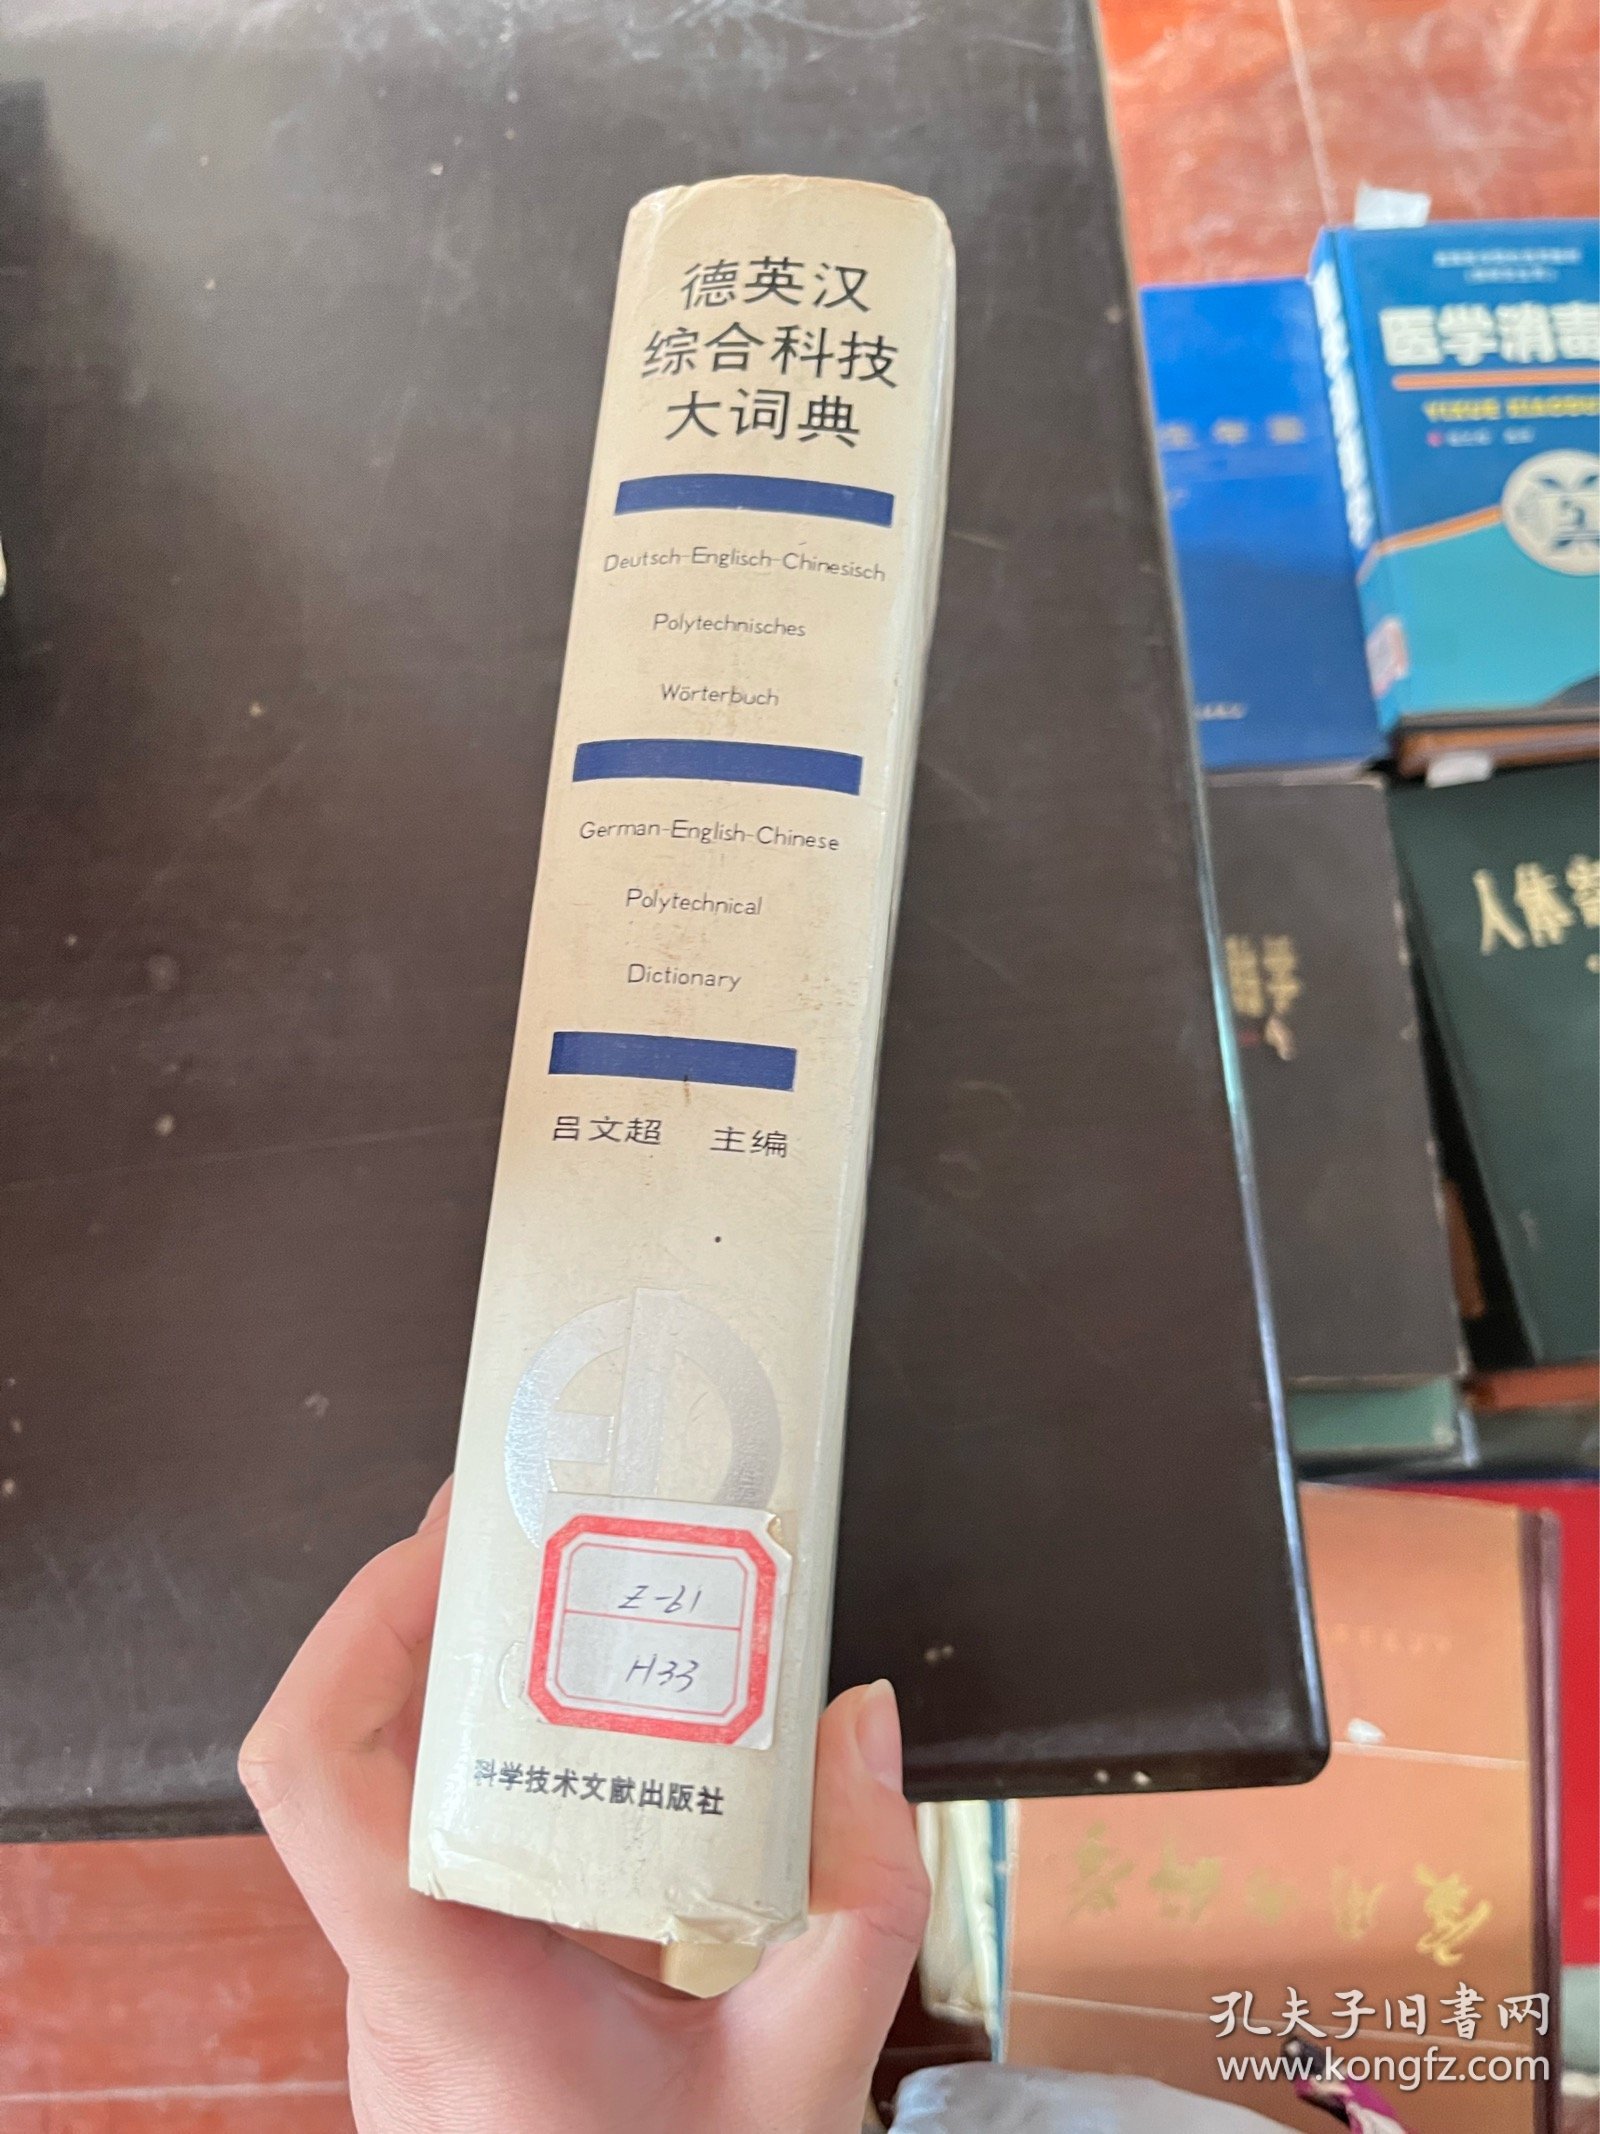 德英汉
综合科技
大词典
Deutsch-Englisch-Chinesisch
Polytechnisches
Wörterbuch
German-English-Chinese
Polytechnical
Dictionary
吕文超 主编
Z-61
H33
科学技术文献出版社
医学消毒
人体
孔夫子旧书网
www.kongfz.com